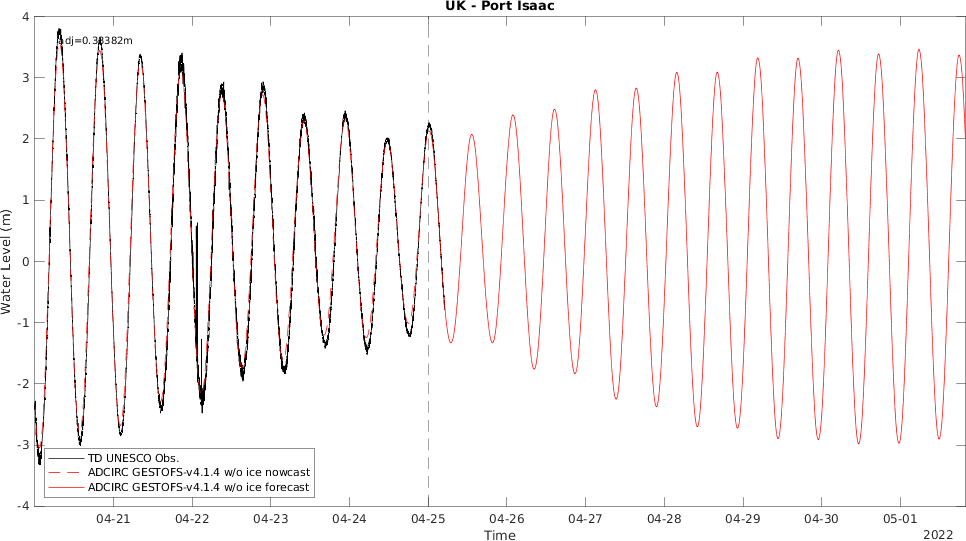 UK - Port Isaac
adj=0.33382m
4
3
2
1
0
-1
-2
-3
-4
Water Level (m)
TD UNESCO Obs.
ADCIRC GESTOFS-v4.1.4 w/o ice nowcast
ADCIRC GESTOFS-v4.1.4 w/o ice forecast
04-21 04-22 04-23 04-24 04-25 04-26 04-27 04-28 04-29 04-30 05-01
Time
2022